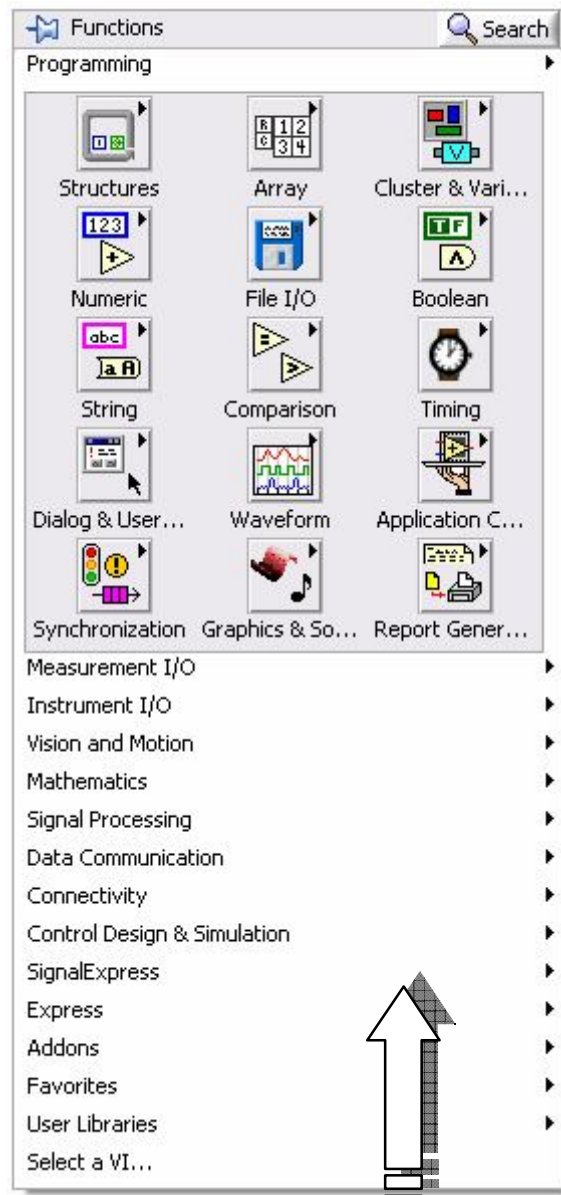 Functions Search
Programming
Structures Array Cluster & Vari...
123
Numeric File I/O Boolean
abc
String Comparison Timing
Dialog & User... Waveform Application C...
Synchronization Graphics & So... Report Gener...
Measurement I/O
Instrument I/O
Vision and Motion
Mathematics
Signal Processing
Data Communication
Connectivity
Control Design & Simulation
SignalExpress
Express
Addons
Favorites
User Libraries
Select a VI...